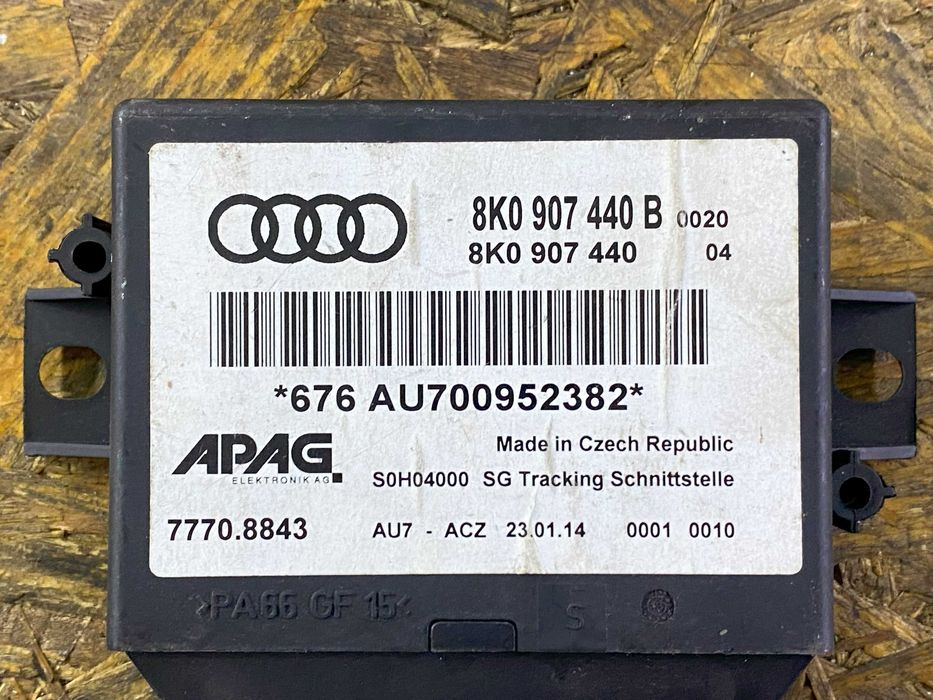 8K0 907 440 B 0020
8K0 907 440 04
*676 AU700952382*
APAG
ELEKTRONIK AG
Made in Czech Republic
S0H04000 SG Tracking Schnittstelle
7770.8843
AU7 - ACZ 23.01.14 0001 0010
>PA66 GF 15<
S